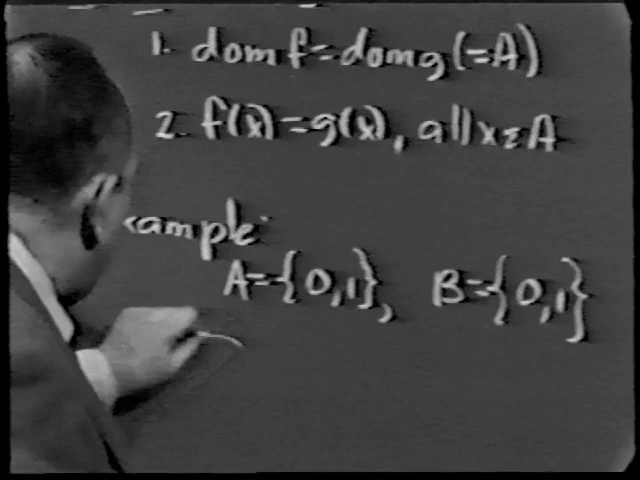 1. dom f = dom g (=A)
2. f(x) = g(x), all x ε A
xample:
A = {0,1}, B = {0,1}